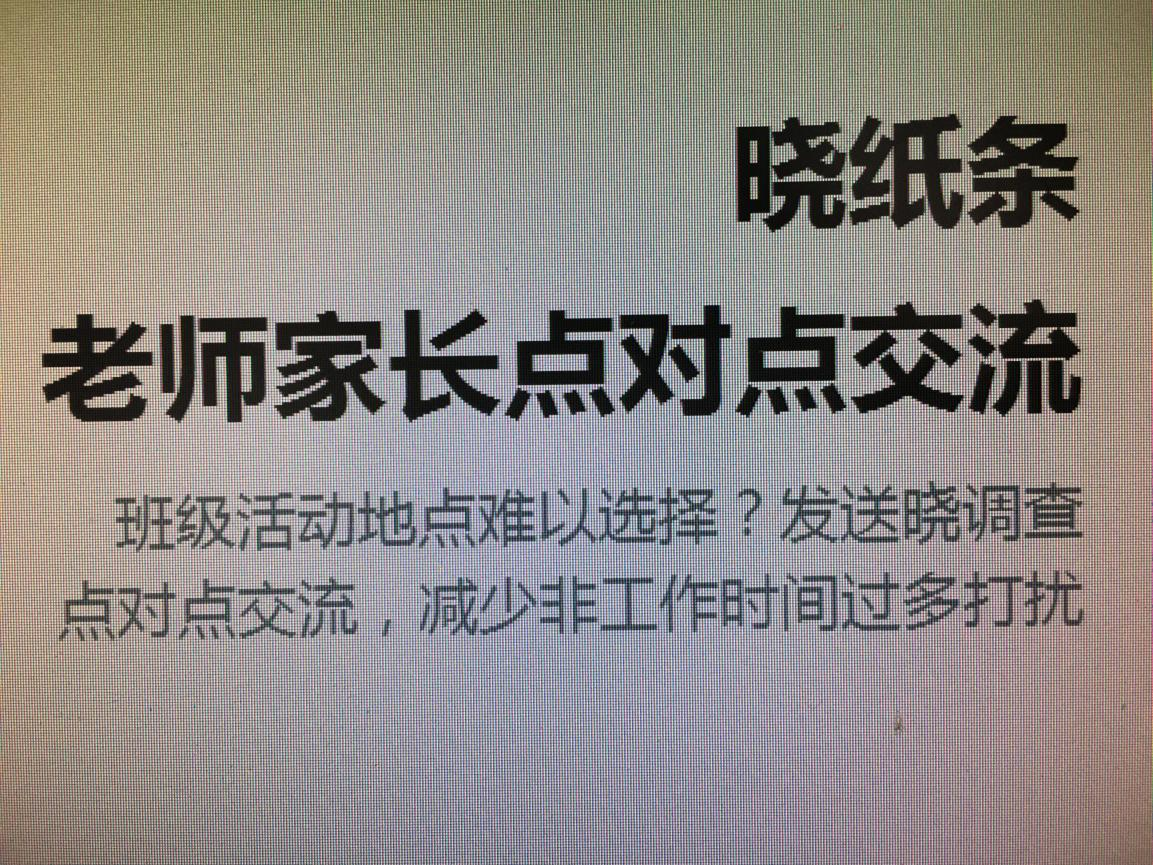 晓纸条
老师家长点对点交流
班级活动地点难以选择？发送晓调查
点对点交流，减少非工作时间过多打扰